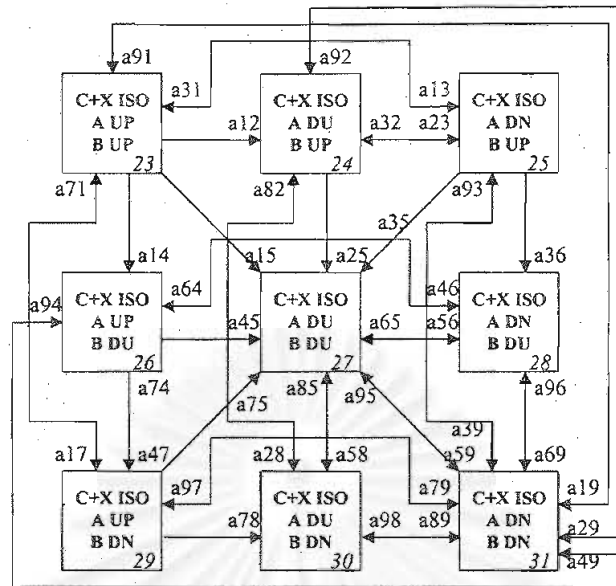 a91
a92
a31
a13
C+X ISO
A UP
B UP
23
a12
C+X ISO
A DU
B UP
24
a32
a23
C+X ISO
A DN
B UP
25
a71
a82
a93
a35
a14
a15
a25
a36
a64
a46
a94
C+X ISO
A UP
B DU
26
a45
C+X ISO
A DU
B DU
27
a65
a56
C+X ISO
A DN
B DU
28
a74
a75
a85
a95
a96
a39
a17
a47
a28
a58
a59
a69
a97
a79
a19
C+X ISO
A UP
B DN
29
a78
C+X ISO
A DU
B DN
30
a98
a89
C+X ISO
A DN
B DN
31
a29
a49